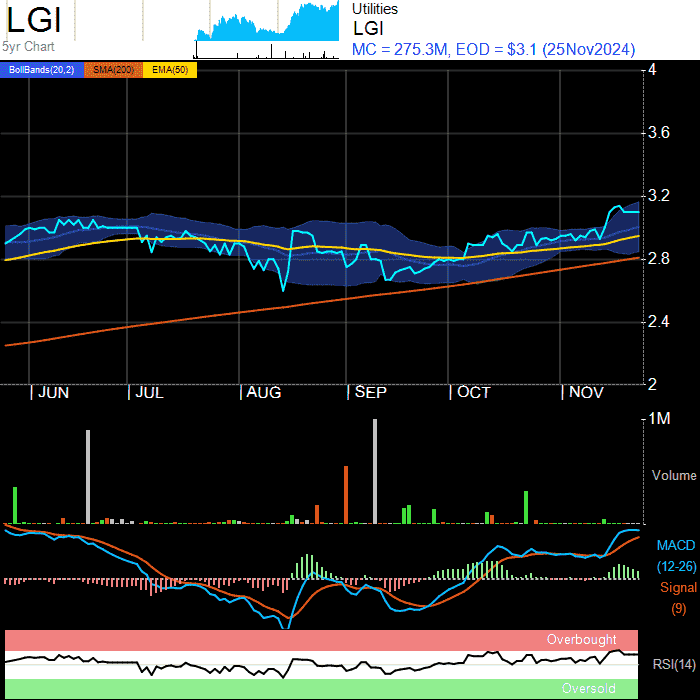 LGI
5yr Chart
Utilities
LGI
MC = 275.3M, EOD = $3.1 (25Nov2024)
BollBands(20,2) SMA(200) EMA(50)
4
3.6
3.2
2.8
2.4
2
JUN JUL AUG SEP OCT NOV
1M
Volume
MACD
(12-26)
Signal
(9)
Overbought
RSI(14)
Oversold